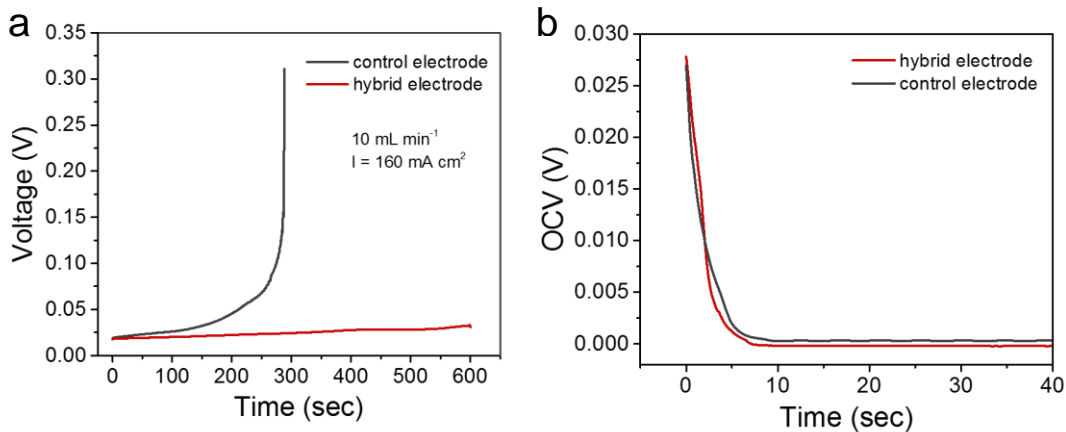 a
0.35
0.30
0.25
0.20
0.15
0.10
0.05
0.00
Voltage (V)
control electrode
hybrid electrode
10 mL min⁻¹
I = 160 mA cm²
0 100 200 300 400 500 600
Time (sec)
b
0.030
0.025
0.020
0.015
0.010
0.005
0.000
OCV (V)
hybrid electrode
control electrode
0 10 20 30 40
Time (sec)